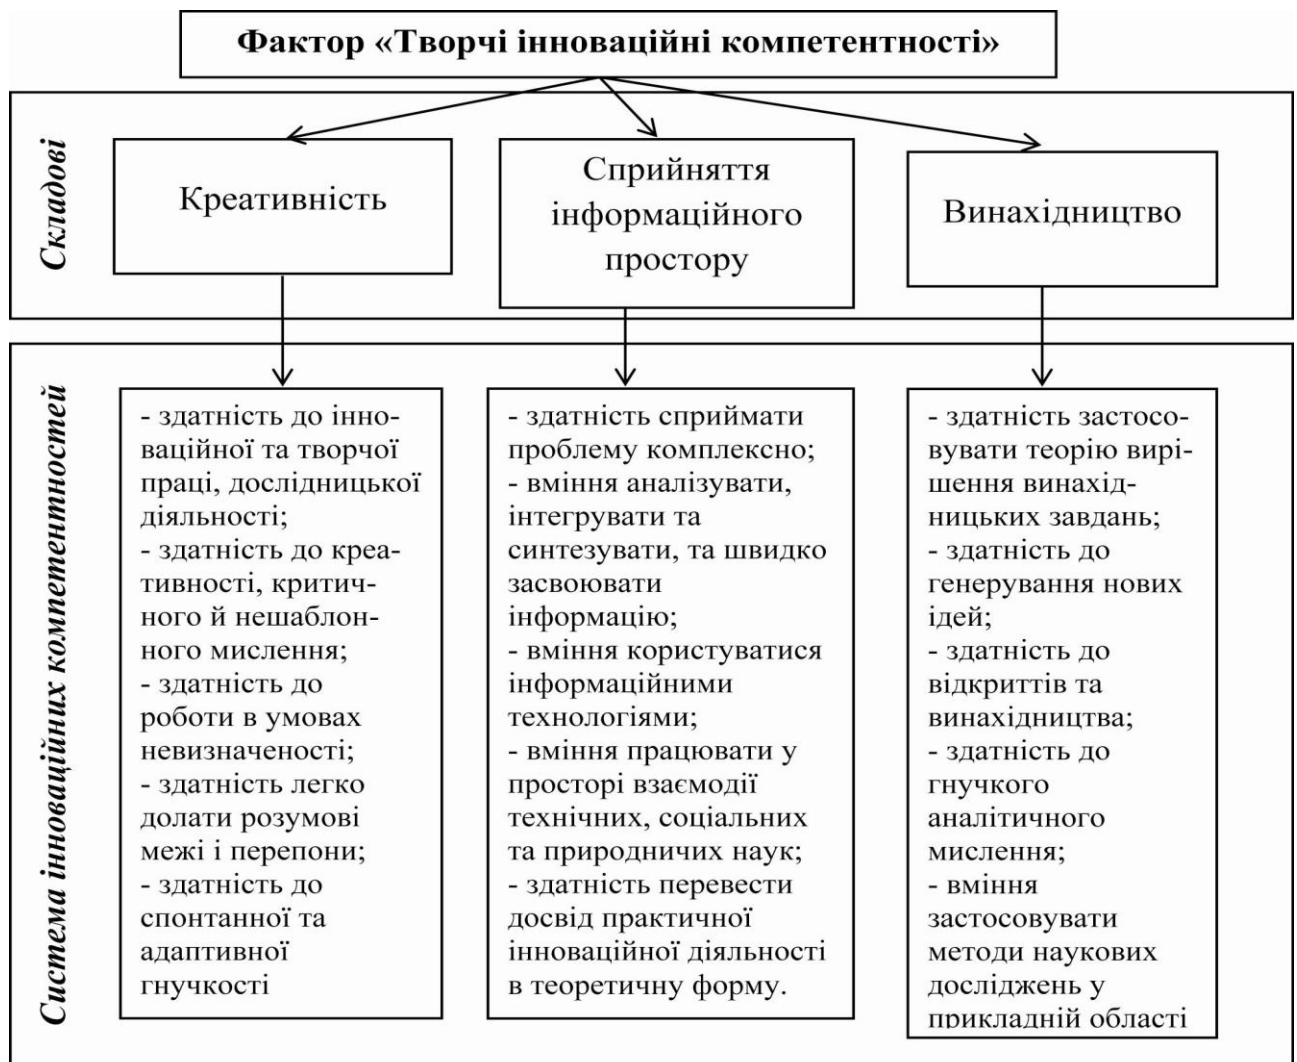 Фактор «Творчі інноваційні компетентності»
Складові
Креативність
Сприйняття
інформаційного
простору
Винахідництво
Система інноваційних компетентностей
- здатність до інно-
ваційної та творчої
праці, дослідницької
діяльності;
- здатність до креа-
тивності, критич-
ного й нешаблон-
ного мислення;
- здатність до
роботи в умовах
невизначеності;
- здатність легко
долати розумові
межі і перепони;
- здатність до
спонтанної та
адаптивної
гнучкості
- здатність сприймати
проблему комплексно;
- вміння аналізувати,
інтегрувати та
синтезувати, та швидко
засвоювати
інформацію;
- вміння користуватися
інформаційними
технологіями;
- вміння працювати у
просторі взаємодії
технічних, соціальних
та природничих наук;
- здатність перевести
досвід практичної
інноваційної діяльності
в теоретичну форму.
- здатність застосо-
вувати теорію вирі-
шення винахід-
ницьких завдань;
- здатність до
генерування нових
ідей;
- здатність до
відкриттів та
винахідництва;
- здатність до
гнучкого
аналітичного
мислення;
- вміння
застосовувати
методи наукових
досліджень у
прикладній області